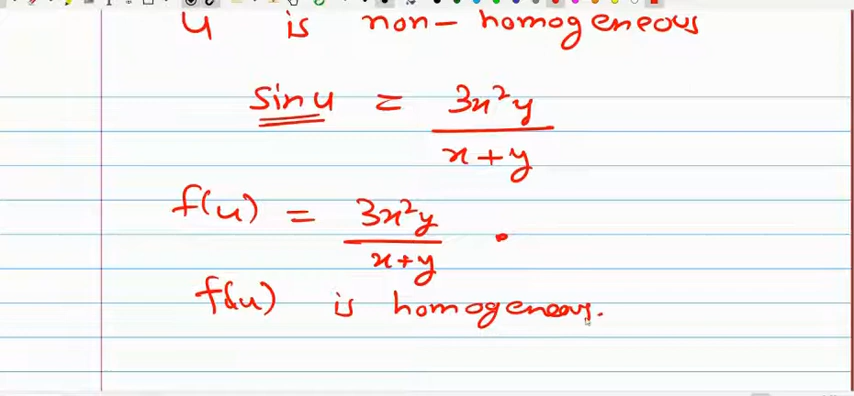 u is non-homogeneous
sin u = 3x²y / x+y
f(u) = 3x²y / x+y .
f(u) is homogeneous.